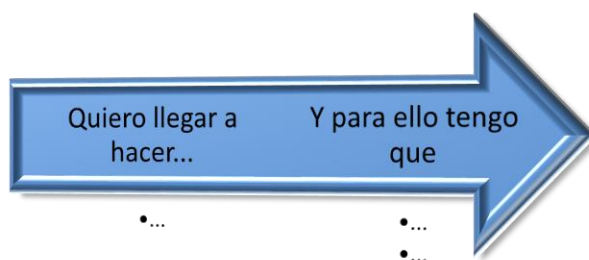 Quiero llegar a
hacer...
Y para ello tengo
que
•...
•...
•...